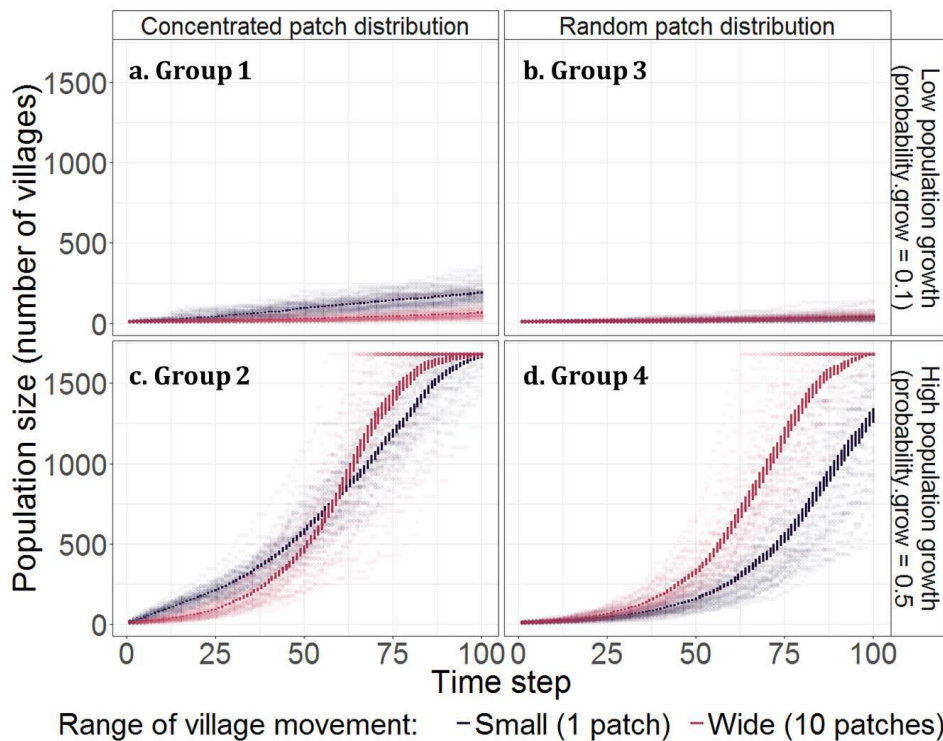 Concentrated patch distribution
Random patch distribution
a. Group 1
b. Group 3
Low population growth
(probability.grow = 0.1)
1500
1000
500
0
Population size (number of villages)
c. Group 2
d. Group 4
High population growth
(probability.grow = 0.5
1500
1000
500
0
0 25 50 75 100
0 25 50 75 100
Time step
Range of village movement: Small (1 patch) Wide (10 patches)